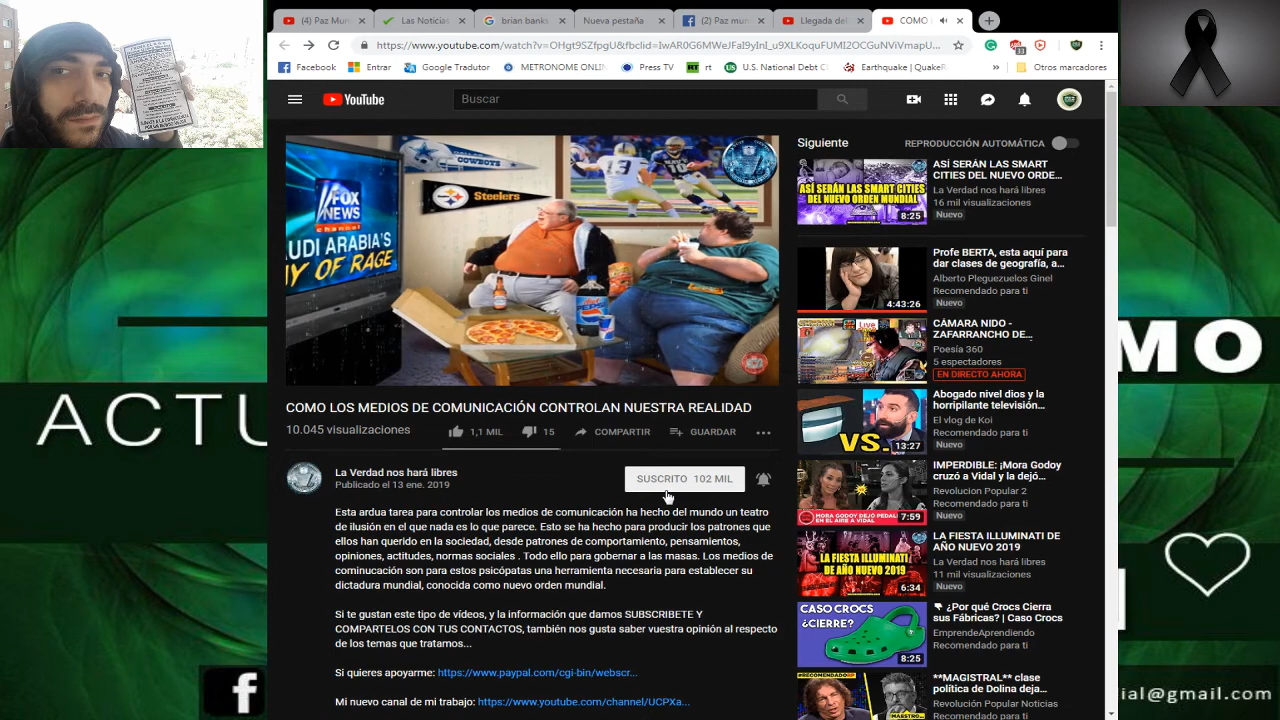 (4) Paz Mun
Las Noticias
brian banks
Nueva pestaña
(2) Paz mun
Llegada del
COMO
https://www.youtube.com/watch?v=OHgt9SZfpgU&fbclid=IwAR0G6MWeJFaI9yInI_u9XLKoquFUMI2OCGuNViVmapU...
33
Facebook
Entrar
Google Tradutor
METRONOME ONLI
Press TV
RT
rt
US
U.S. National Debt C
Earthquake | QuakeR
»
Otros marcadores
YouTube
Buscar
COWBOYS
Steelers
FOX
NEWS
channel
UDI ARABIA'S
Y OF RAGE
13
10
COMO LOS MEDIOS DE COMUNICACIÓN CONTROLAN NUESTRA REALIDAD
10.045 visualizaciones
1,1 MIL
15
COMPARTIR
GUARDAR
La Verdad nos hará libres
Publicado el 13 ene. 2019
SUSCRITO 102 MIL
Esta ardua tarea para controlar los medios de comunicación ha hecho del mundo un teatro
de ilusión en el que nada es lo que parece. Esto se ha hecho para producir los patrones que
ellos han querido en la sociedad, desde patrones de comportamiento, pensamientos,
opiniones, actitudes, normas sociales . Todo ello para gobernar a las masas. Los medios de
cominucación son para estos psicópatas una herramienta necesaria para establecer su
dictadura mundial, conocida como nuevo orden mundial.
Si te gustan este tipo de vídeos, y la información que damos SUBSCRIBETE Y
COMPARTELOS CON TUS CONTACTOS, también nos gusta saber vuestra opinión al respecto
de los temas que tratamos...
Si quieres apoyarme: https://www.paypal.com/cgi-bin/webscr...
Mi nuevo canal de mi trabajo: https://www.youtube.com/channel/UCPXa...
Siguiente
REPRODUCCIÓN AUTOMÁTICA
ASÍ SERÁN LAS SMART CITIES
DEL NUEVO ORDEN MUNDIAL
8:25
ASÍ SERÁN LAS SMART
CITIES DEL NUEVO ORDE...
La Verdad nos hará libres
16 mil visualizaciones
Nuevo
4:43:26
Profe BERTA, esta aquí para
dar clases de geografía, a...
Alberto Pleguezuelos Ginel
Recomendado para ti
Nuevo
Live
CÁMARA NIDO -
ZAFARRANCHO DE...
Poesía 360
5 espectadores
EN DIRECTO AHORA
VS.
13:27
Abogado nivel dios y la
horripilante televisión...
El vlog de Koi
Recomendado para ti
Nuevo
MORA GODOY DEJÓ PEDAL
EN EL AIRE A VIDAL
7:59
IMPERDIBLE: ¡Mora Godoy
cruzó a Vidal y la dejó...
Revolucion Popular 2
Recomendado para ti
Nuevo
LA FIESTA ILLUMINATI
DE AÑO NUEVO 2019
6:34
LA FIESTA ILLUMINATI DE
AÑO NUEVO 2019
La Verdad nos hará libres
11 mil visualizaciones
Nuevo
CASO CROCS
¿CIERRE?
8:25
¿Por qué Crocs Cierra
sus Fábricas? | Caso Crocs
EmprendeAprendiendo
Recomendado para ti
#RECOMENDADORP
MAESTRO...
**MAGISTRAL** clase
política de Dolina deja...
Revolución Popular Noticias
Recomendado para ti
ACTU
MO
f
ial@gmail.com